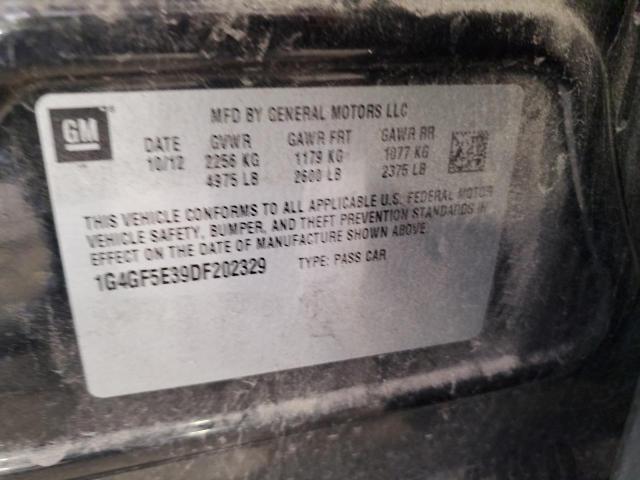 GM
MFD BY GENERAL MOTORS LLC
DATE GVWR GAWR FRT GAWR RR
10/12 2256 KG 1179 KG 1077 KG
4975 LB 2600 LB 2375 LB
THIS VEHICLE CONFORMS TO ALL APPLICABLE U.S. FEDERAL MOTOR
VEHICLE SAFETY, BUMPER, AND THEFT PREVENTION STANDARDS IN
EFFECT ON THE DATE OF MANUFACTURE SHOWN ABOVE.
1G4GF5E39DF202329 TYPE: PASS CAR